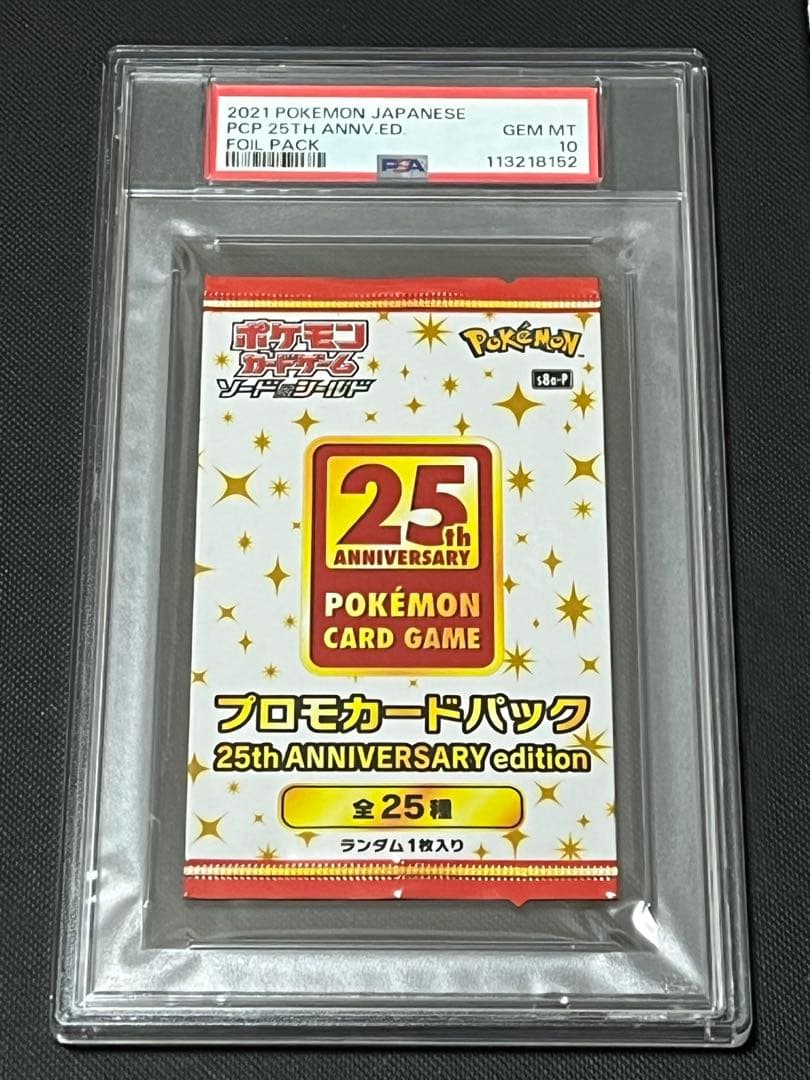 2021 POKEMON JAPANESE
PCP 25TH ANNV.ED. GEM MT
FOIL PACK 10
PSA 113218152
ポケモン
カードゲーム
ソード&シールド
POKéMON
s8a-P
25th
ANNIVERSARY
POKÉMON
CARD GAME
プロモカードパック
25th ANNIVERSARY edition
全25種
ランダム1枚入り